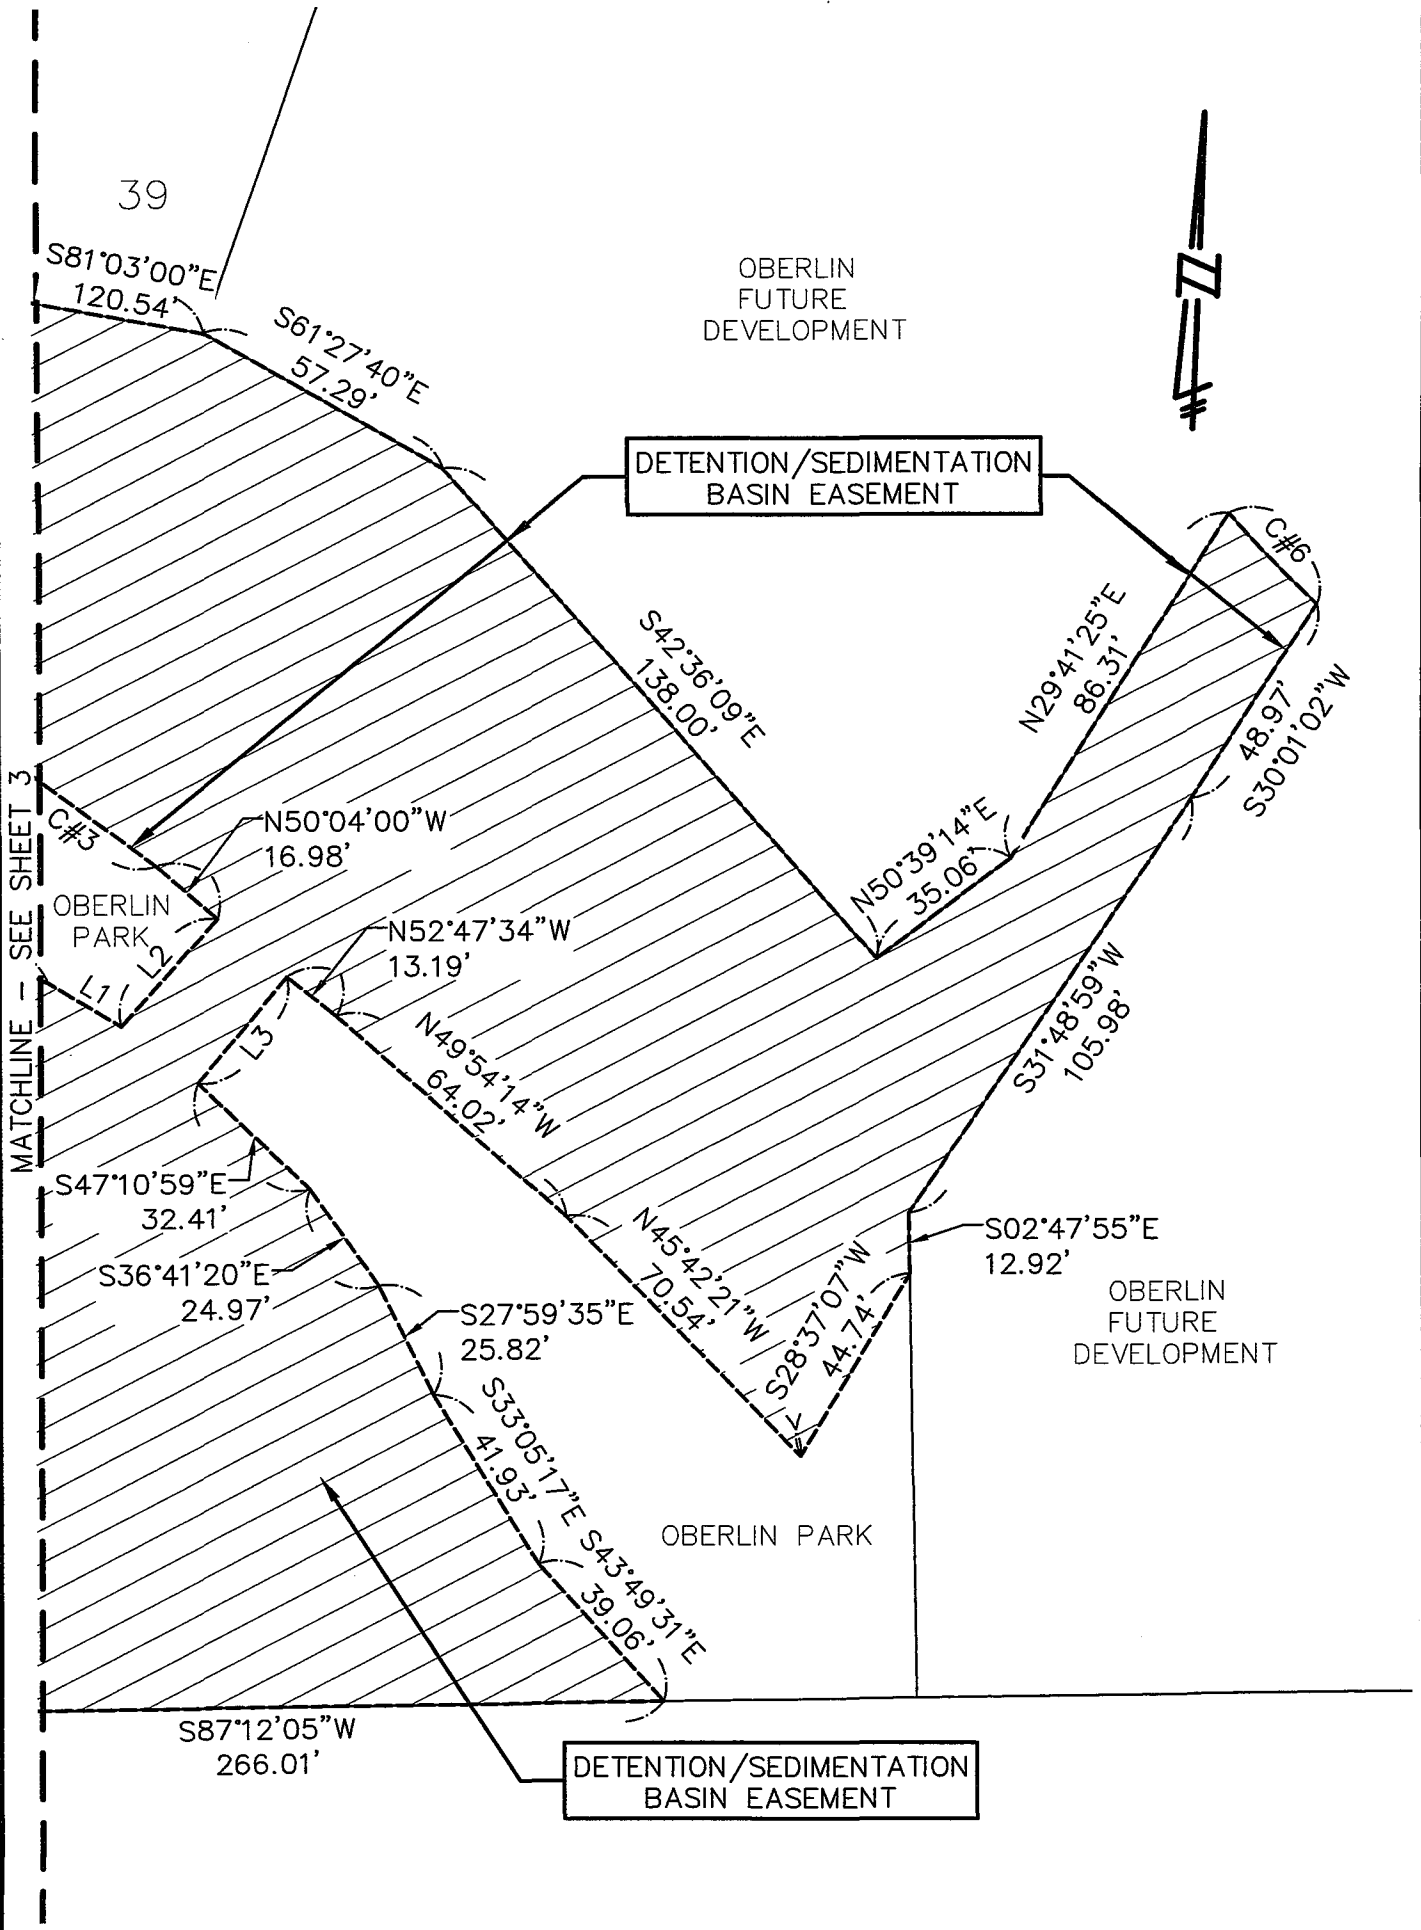 39
S81°03'00"E
120.54'
S61°27'40"E
57.29'
OBERLIN
FUTURE
DEVELOPMENT
N
DETENTION/SEDIMENTATION
BASIN EASEMENT
C#6
S42°36'09"E
138.00'
N29°41'25"E
86.31'
48.97'
S30°01'02"W
MATCHLINE - SEE SHEET 3
C#3
N50°04'00"W
16.98'
N50°39'14"E
35.06'
OBERLIN
PARK
L1
L2
N52°47'34"W
13.19'
L3
N49°54'14"W
64.02'
S31°48'59"W
105.98'
S47°10'59"E
32.41'
S36°41'20"E
24.97'
S27°59'35"E
25.82'
N45°42'21"W
70.54'
S28°37'07"W
44.74'
S02°47'55"E
12.92'
OBERLIN
FUTURE
DEVELOPMENT
S33°05'17"E
41.93'
S43°49'31"E
39.06'
OBERLIN PARK
S87°12'05"W
266.01'
DETENTION/SEDIMENTATION
BASIN EASEMENT